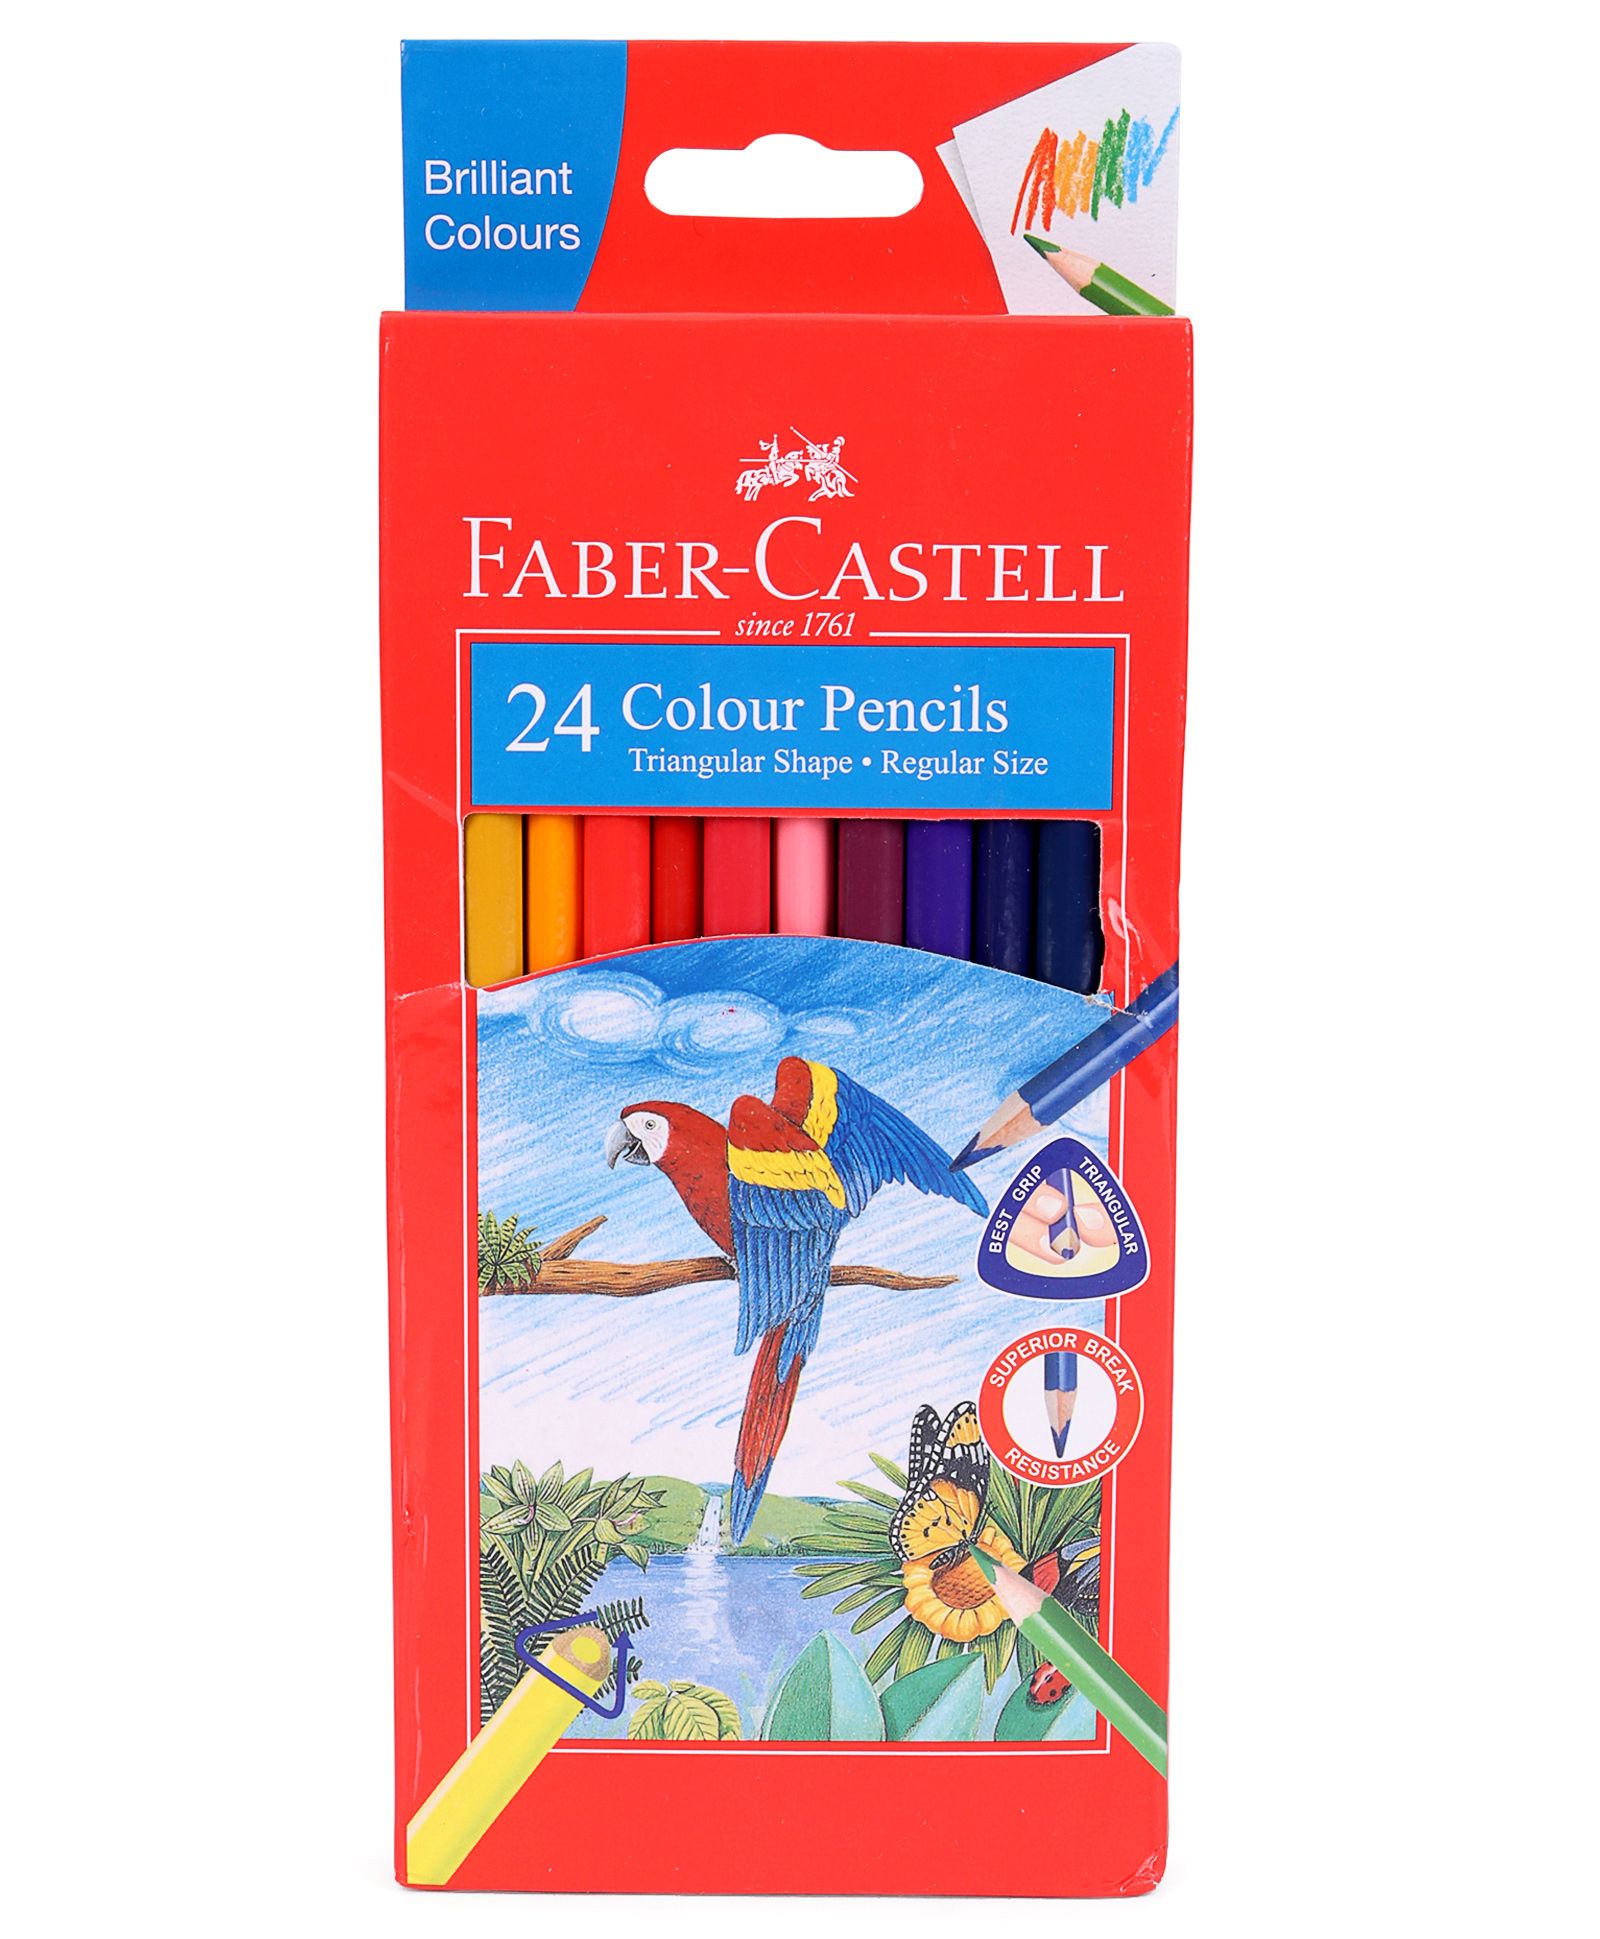 Brilliant
Colours
FABER-CASTELL
since 1761
24 Colour Pencils
Triangular Shape • Regular Size
BEST GRIP TRIANGULAR
SUPERIOR BREAK
RESISTANCE